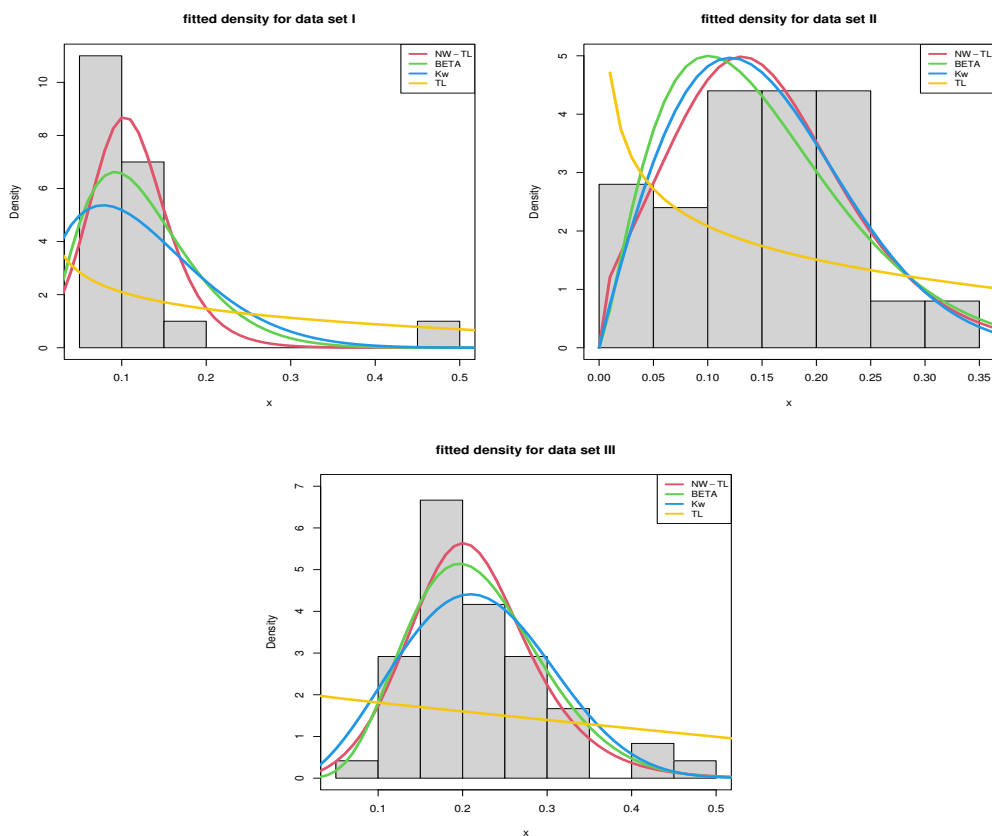 fitted density for data set I
NW – TL
BETA
Kw
TL
Density
0 2 4 6 8 10
0.1 0.2 0.3 0.4 0.5
x
fitted density for data set II
NW – TL
BETA
Kw
TL
Density
0 1 2 3 4 5
0.00 0.05 0.10 0.15 0.20 0.25 0.30 0.35
x
fitted density for data set III
NW – TL
BETA
Kw
TL
Density
0 1 2 3 4 5 6 7
0.1 0.2 0.3 0.4 0.5
x